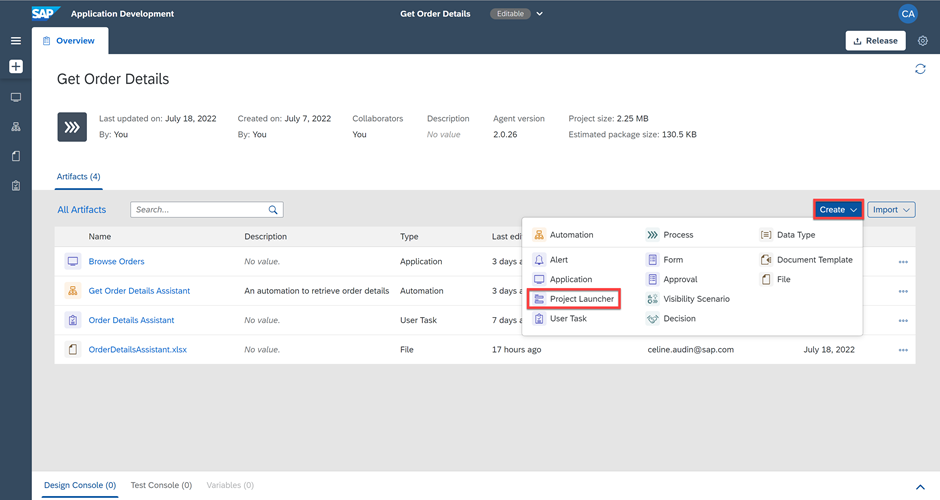 SAP Application Development Get Order Details Editable CA
Overview Release
Get Order Details
Last updated on: July 18, 2022 Created on: July 7, 2022 Collaborators Description Agent version Project size: 2.25 MB
By: You By: You You No value 2.0.26 Estimated package size: 130.5 KB
Artifacts (4)
All Artifacts Search... Create Import
Name Description Type Last edi
Automation Process Data Type
Browse Orders No value. Application 3 days a
Alert Form Document Template
Application Approval File
Get Order Details Assistant An automation to retrieve order details Automation 3 days a
Project Launcher Visibility Scenario
Order Details Assistant No value. User Task 7 days a
User Task Decision
OrderDetailsAssistant.xlsx No value. File 17 hours ago celine.audin@sap.com July 18, 2022
Design Console (0) Test Console (0) Variables (0)